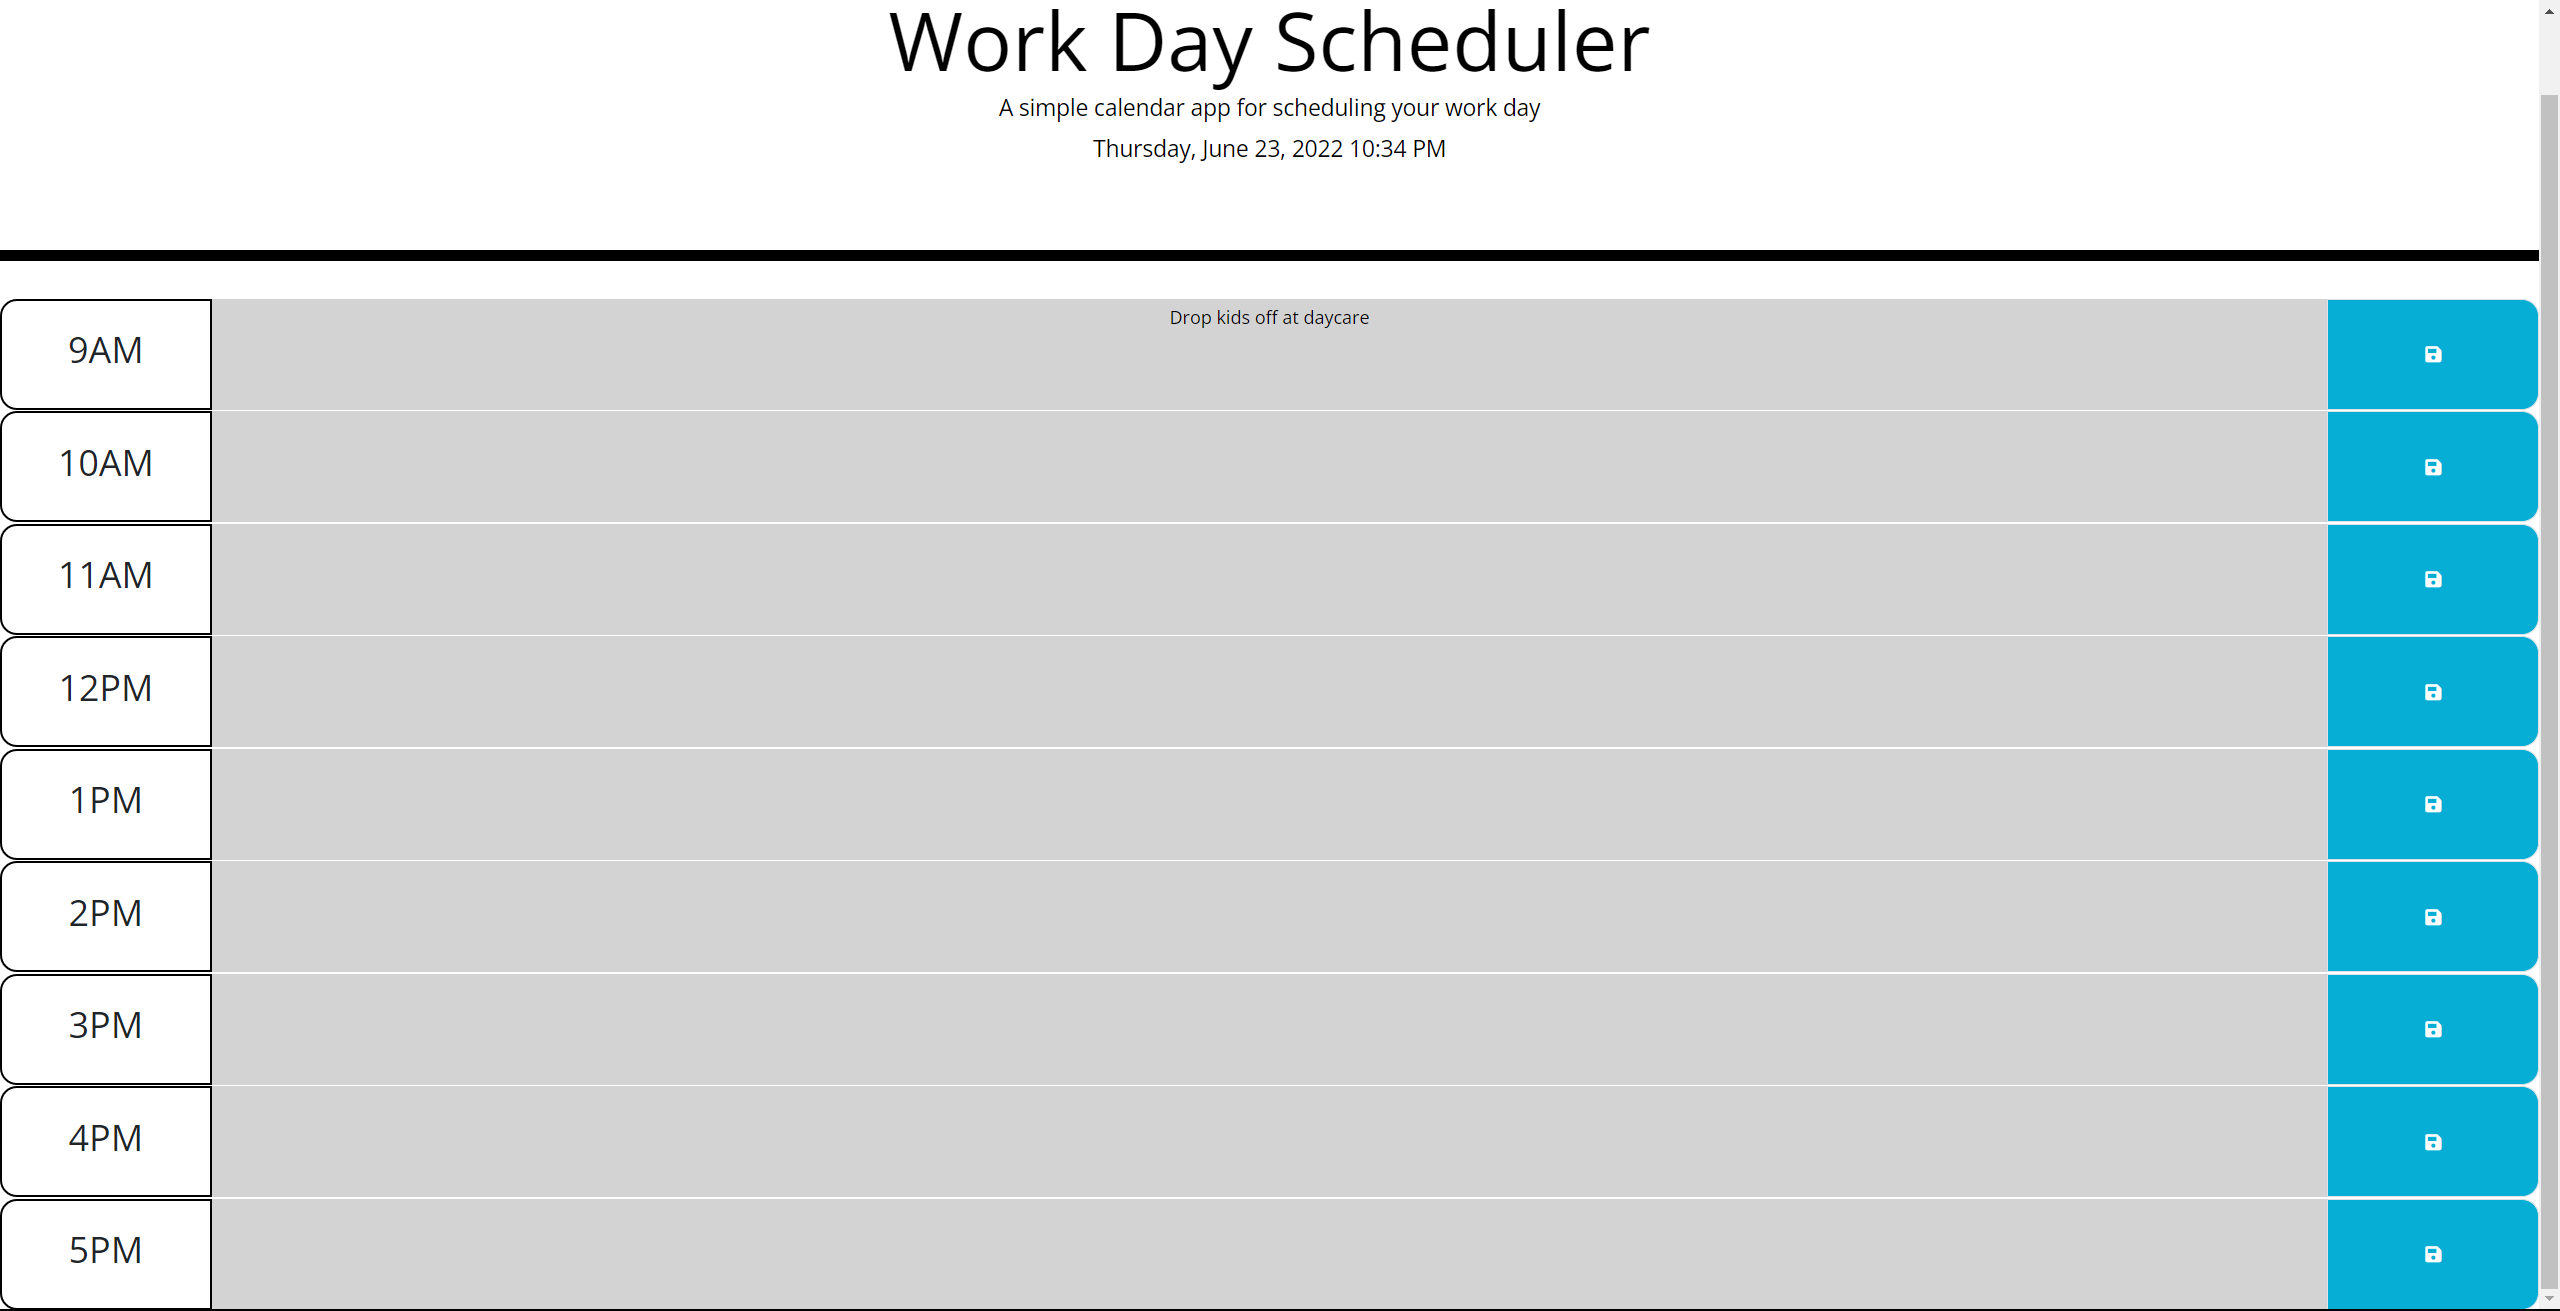 Work Day Scheduler
A simple calendar app for scheduling your work day
Thursday, June 23, 2022 10:34 PM
9AM
Drop kids off at daycare
10AM
11AM
12PM
1PM
2PM
3PM
4PM
5PM